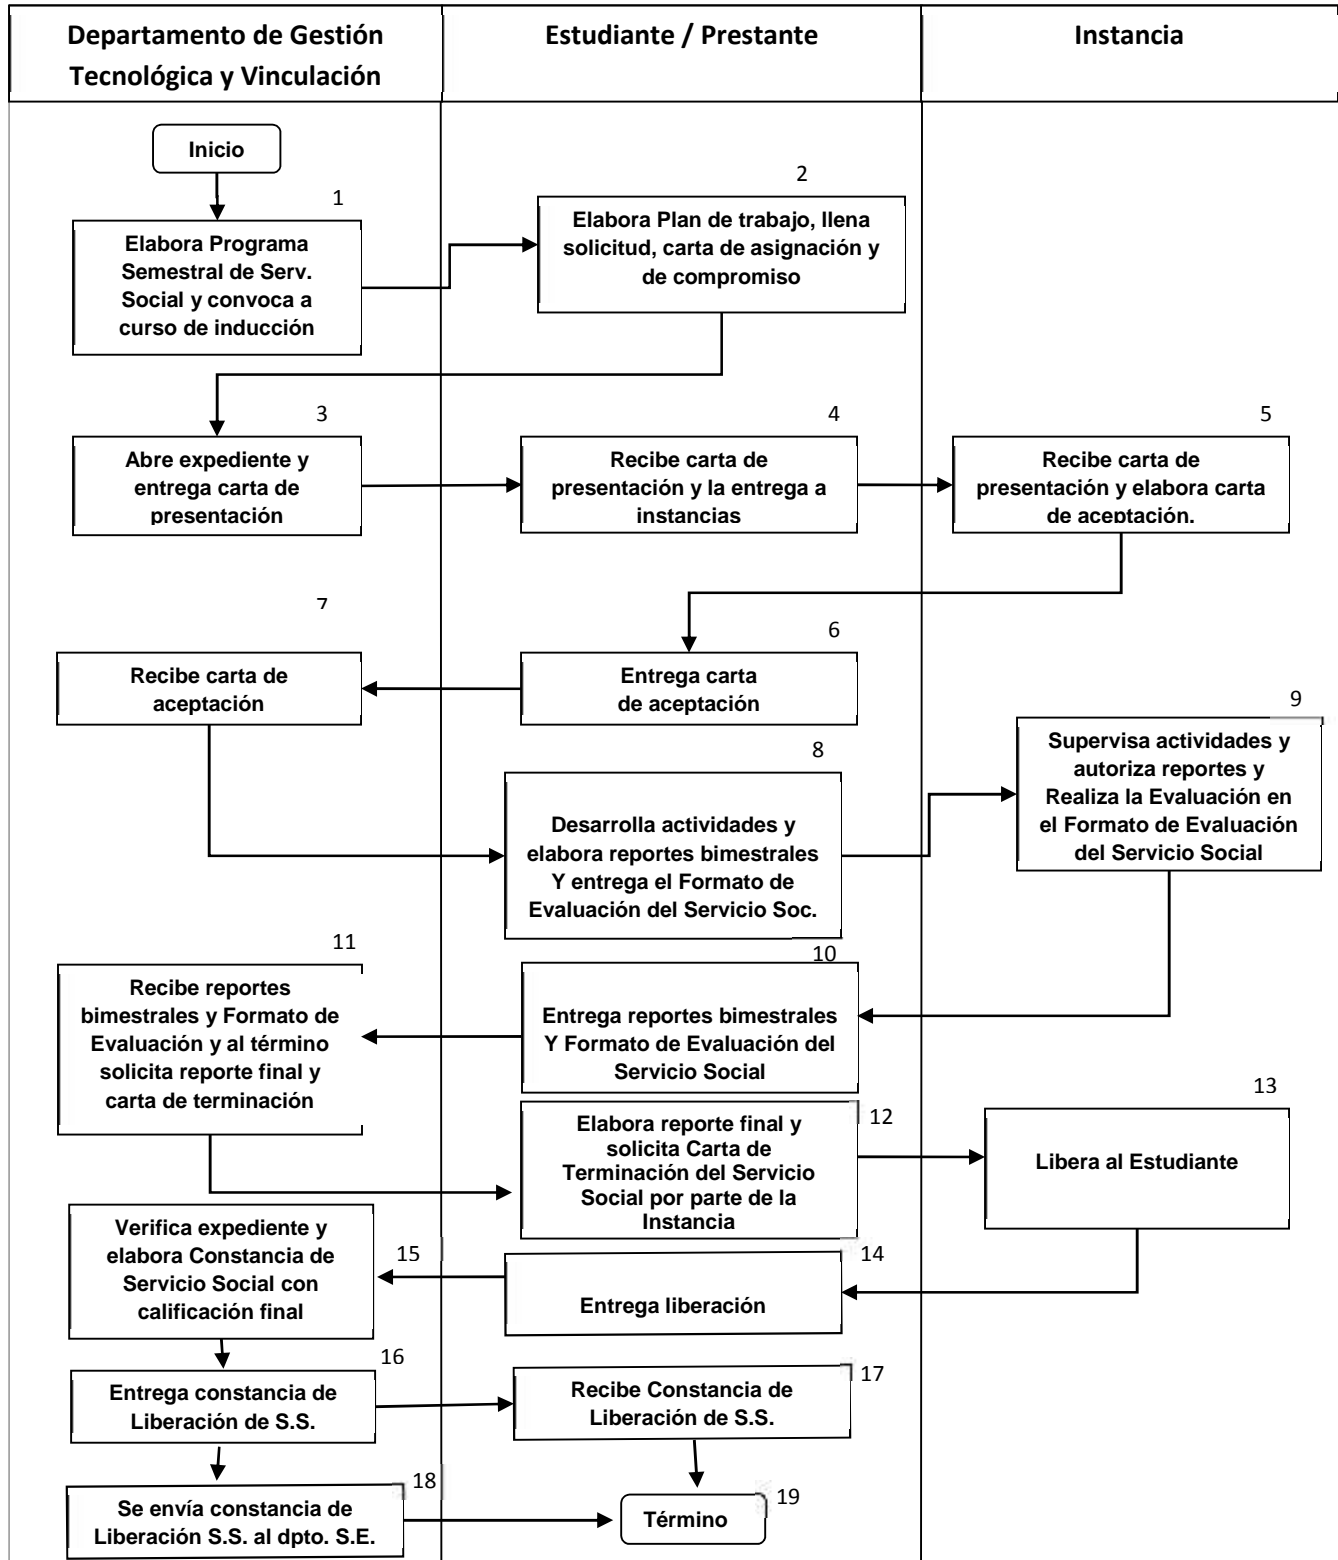 Departamento de Gestión
Tecnológica y Vinculación
Estudiante / Prestante
Instancia
Inicio
1
Elabora Programa
Semestral de Serv.
Social y convoca a
curso de inducción
2
Elabora Plan de trabajo, llena
solicitud, carta de asignación y
de compromiso
3
Abre expediente y
entrega carta de
presentación
4
Recibe carta de
presentación y la entrega a
instancias
5
Recibe carta de
presentación y elabora carta
de aceptación.
6
Entrega carta
de aceptación
7
Recibe carta de
aceptación
8
Desarrolla actividades y
elabora reportes bimestrales
Y entrega el Formato de
Evaluación del Servicio Soc.
9
Supervisa actividades y
autoriza reportes y
Realiza la Evaluación en
el Formato de Evaluación
del Servicio Social
10
Entrega reportes bimestrales
Y Formato de Evaluación del
Servicio Social
11
Recibe reportes
bimestrales y Formato de
Evaluación y al término
solicita reporte final y
carta de terminación
12
Elabora reporte final y
solicita Carta de
Terminación del Servicio
Social por parte de la
Instancia
13
Libera al Estudiante
14
Entrega liberación
15
Verifica expediente y
elabora Constancia de
Servicio Social con
calificación final
16
Entrega constancia de
Liberación de S.S.
17
Recibe Constancia de
Liberación de S.S.
18
Se envía constancia de
Liberación S.S. al dpto. S.E.
19
Término